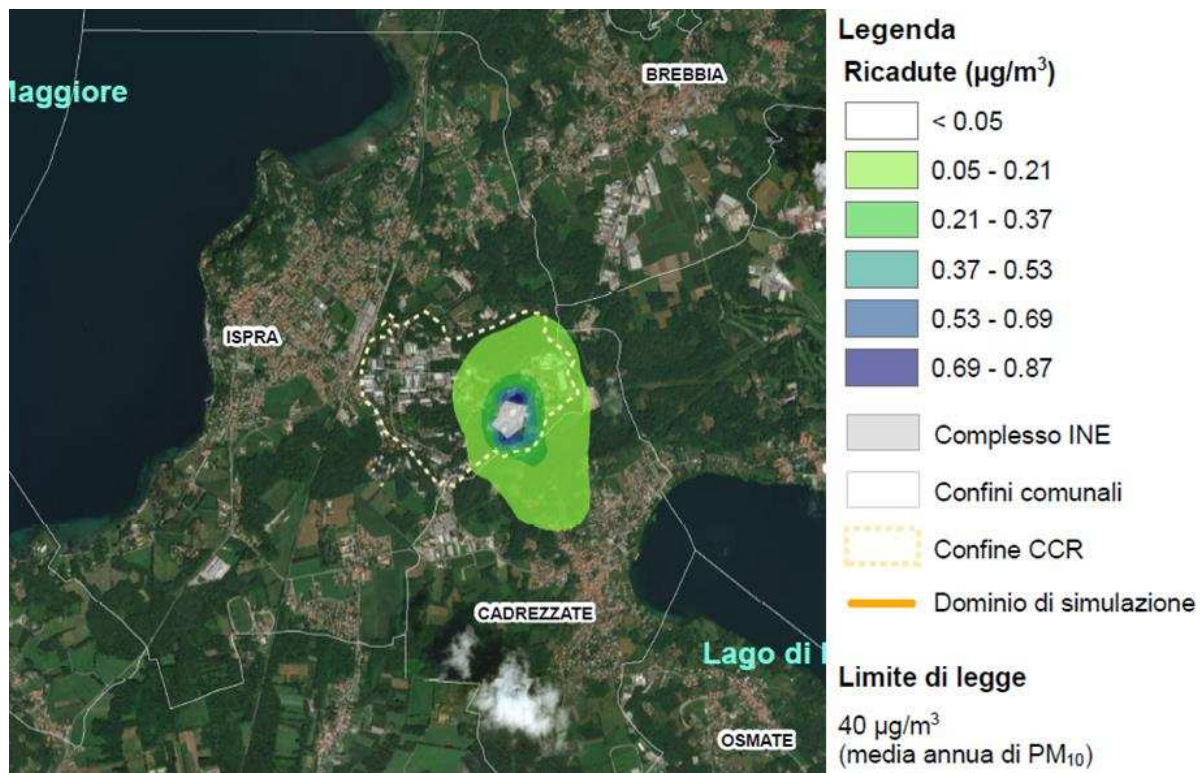 Maggiore
BREBBIA
ISPRA
CADREZZATE
Lago di
OSMATE
Legenda
Ricadute (µg/m³)
< 0.05
0.05 - 0.21
0.21 - 0.37
0.37 - 0.53
0.53 - 0.69
0.69 - 0.87
Complesso INE
Confini comunali
Confine CCR
Dominio di simulazione
Limite di legge
40 µg/m³
(media annua di PM₁₀)